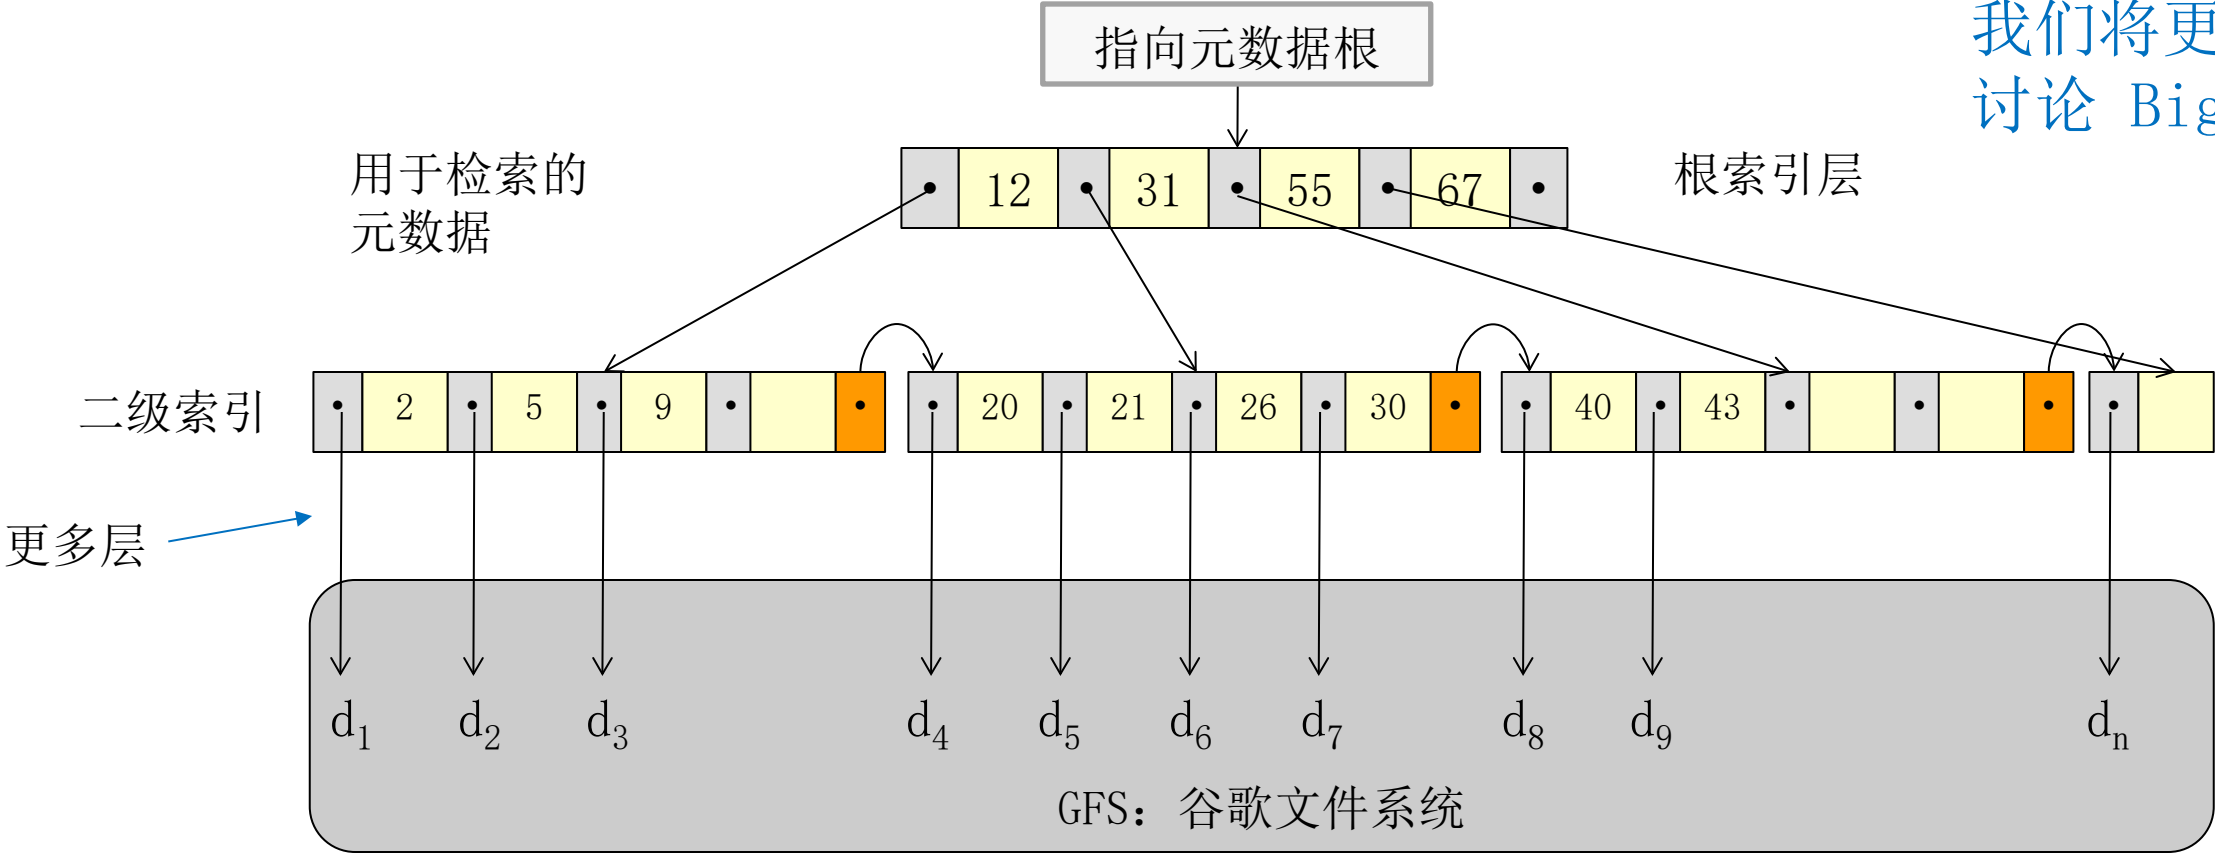 我们将更
讨论 Big
指向元数据根
用于检索的
元数据
12 31 55 67
根索引层
二级索引
2 5 9 20 21 26 30 40 43
更多层
d1 d2 d3 d4 d5 d6 d7 d8 d9 dn
GFS：谷歌文件系统